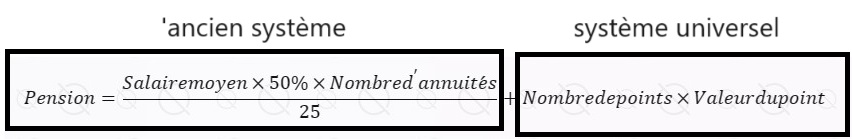 'ancien système système universel
Pension = Salairemoyen × 50% × Nombred'annuités / 25 + Nombredepoints × Valeurdupoint